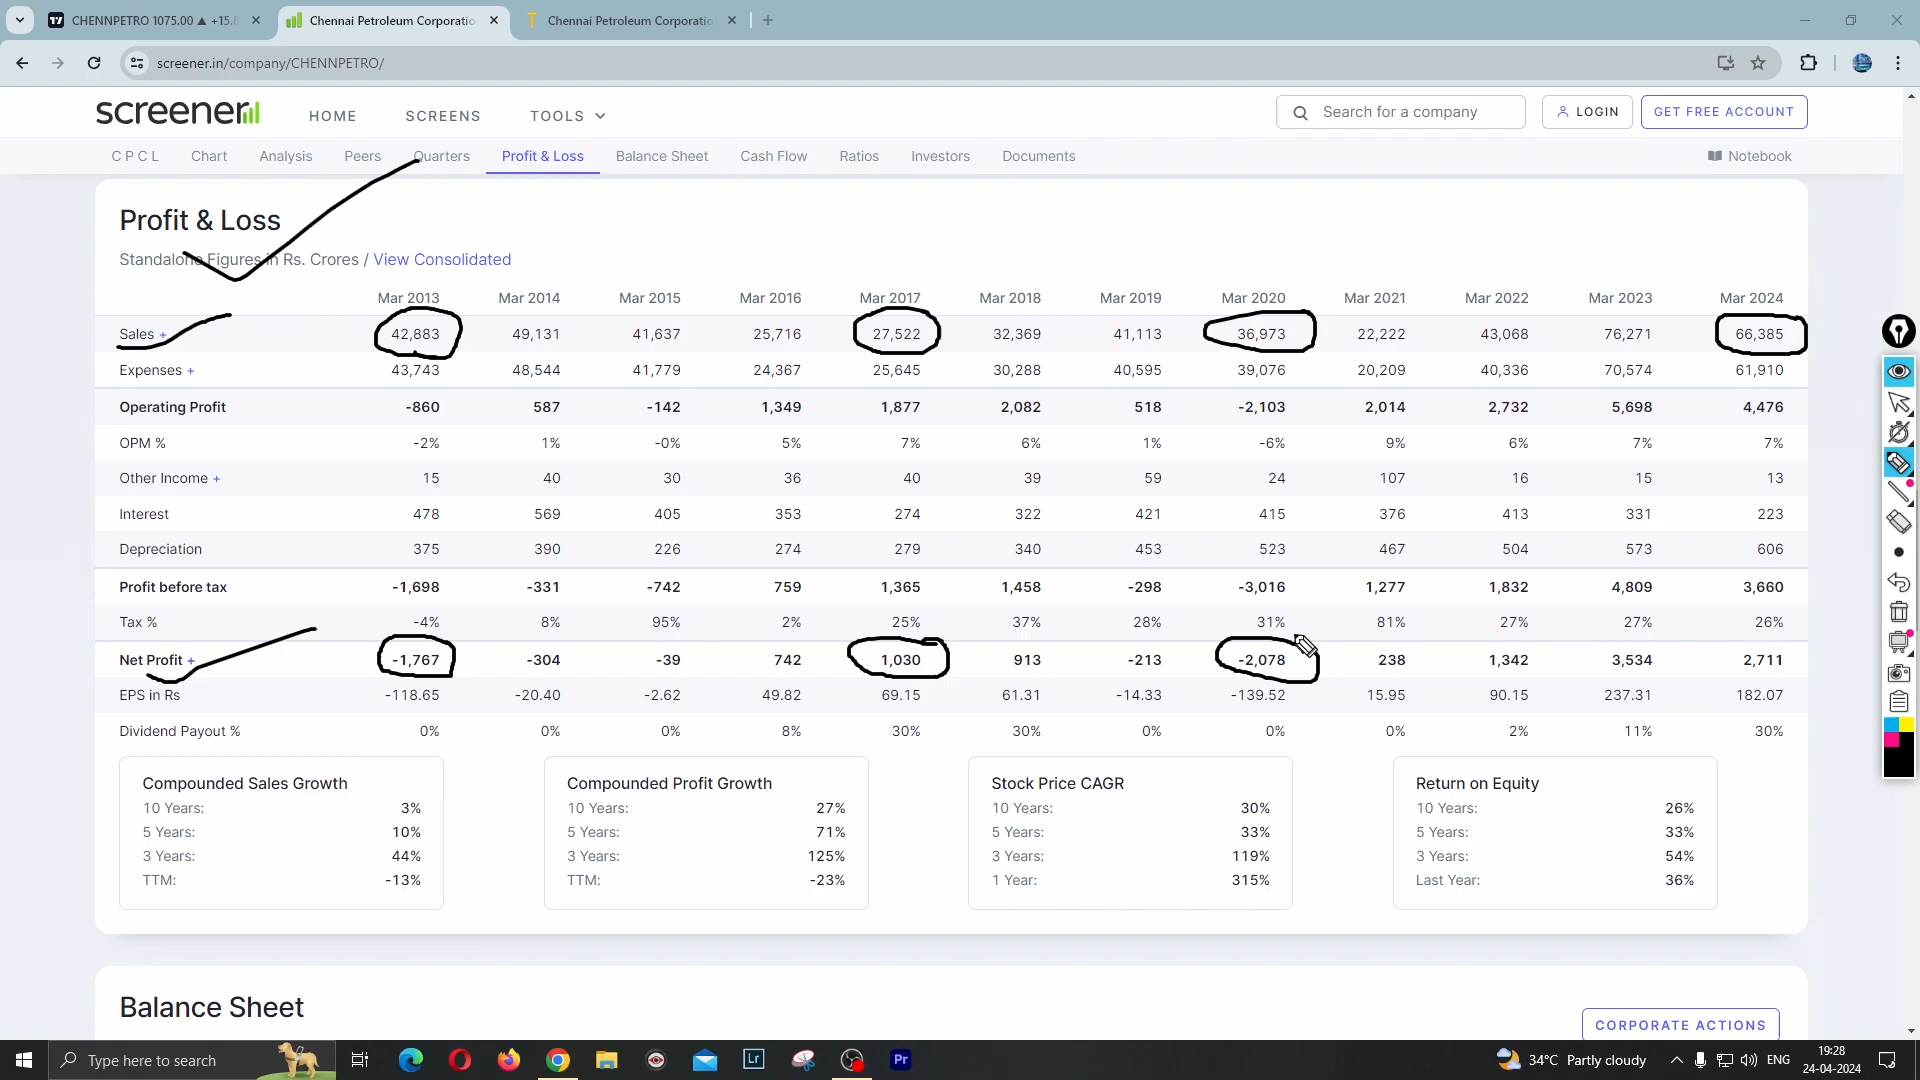 CHENNPETRO 1075.00 ▲ +15.8
Chennai Petroleum Corporatio
Chennai Petroleum Corporatio
screener.in/company/CHENNPETRO/
screener
HOME SCREENS TOOLS
Search for a company
LOGIN
GET FREE ACCOUNT
C P C L Chart Analysis Peers Quarters Profit & Loss Balance Sheet Cash Flow Ratios Investors Documents Notebook
Profit & Loss
Standalone Figures in Rs. Crores / View Consolidated
Mar 2013 Mar 2014 Mar 2015 Mar 2016 Mar 2017 Mar 2018 Mar 2019 Mar 2020 Mar 2021 Mar 2022 Mar 2023 Mar 2024
Sales + 42,883 49,131 41,637 25,716 27,522 32,369 41,113 36,973 22,222 43,068 76,271 66,385
Expenses + 43,743 48,544 41,779 24,367 25,645 30,288 40,595 39,076 20,209 40,336 70,574 61,910
Operating Profit -860 587 -142 1,349 1,877 2,082 518 -2,103 2,014 2,732 5,698 4,476
OPM % -2% 1% -0% 5% 7% 6% 1% -6% 9% 6% 7% 7%
Other Income + 15 40 30 36 40 39 59 24 107 16 15 13
Interest 478 569 405 353 274 322 421 415 376 413 331 223
Depreciation 375 390 226 274 279 340 453 523 467 504 573 606
Profit before tax -1,698 -331 -742 759 1,365 1,458 -298 -3,016 1,277 1,832 4,809 3,660
Tax % -4% 8% 95% 2% 25% 37% 28% 31% 81% 27% 27% 26%
Net Profit + -1,767 -304 -39 742 1,030 913 -213 -2,078 238 1,342 3,534 2,711
EPS in Rs -118.65 -20.40 -2.62 49.82 69.15 61.31 -14.33 -139.52 15.95 90.15 237.31 182.07
Dividend Payout % 0% 0% 0% 8% 30% 30% 0% 0% 0% 2% 11% 30%
Compounded Sales Growth
10 Years: 3%
5 Years: 10%
3 Years: 44%
TTM: -13%
Compounded Profit Growth
10 Years: 27%
5 Years: 71%
3 Years: 125%
TTM: -23%
Stock Price CAGR
10 Years: 30%
5 Years: 33%
3 Years: 119%
1 Year: 315%
Return on Equity
10 Years: 26%
5 Years: 33%
3 Years: 54%
Last Year: 36%
Balance Sheet
CORPORATE ACTIONS
Type here to search
Lr
Pr
34°C Partly cloudy
ENG
19:28
24-04-2024